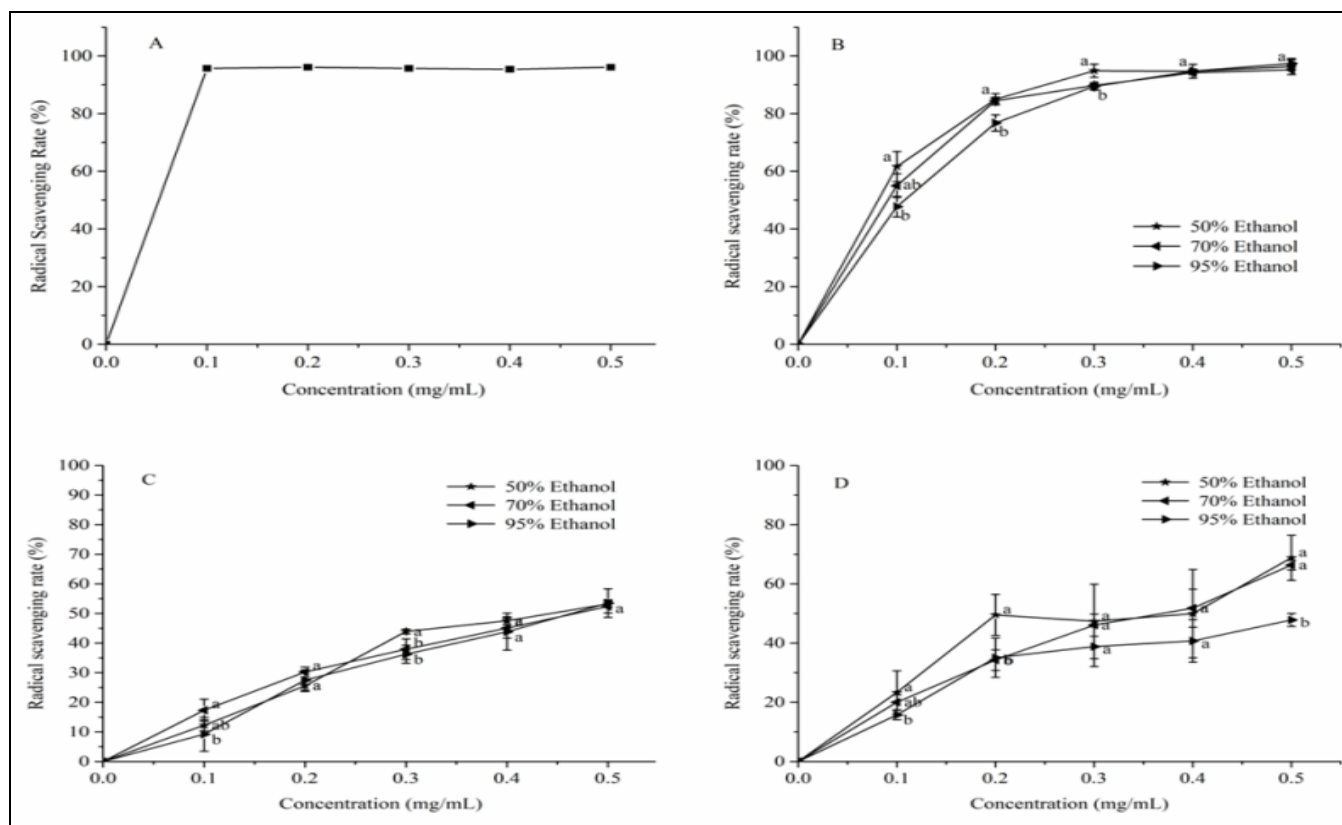 A
Radical Scavenging Rate (%)
100
80
60
40
20
0
0.0 0.1 0.2 0.3 0.4 0.5
Concentration (mg/mL)
B
Radical scavenging rate (%)
100
80
60
40
20
0
a a a a a
ab b b b
50% Ethanol
70% Ethanol
95% Ethanol
0.0 0.1 0.2 0.3 0.4 0.5
Concentration (mg/mL)
C
Radical scavenging rate (%)
100
90
80
70
60
50
40
30
20
10
0
50% Ethanol
70% Ethanol
95% Ethanol
a a a a a
ab a b a
b b
0.0 0.1 0.2 0.3 0.4 0.5
Concentration (mg/mL)
D
Radical scavenging rate (%)
100
90
80
70
60
50
40
30
20
10
0
50% Ethanol
70% Ethanol
95% Ethanol
a a a a a
ab b a a a
b a a b
0.0 0.1 0.2 0.3 0.4 0.5
Concentration (mg/mL)